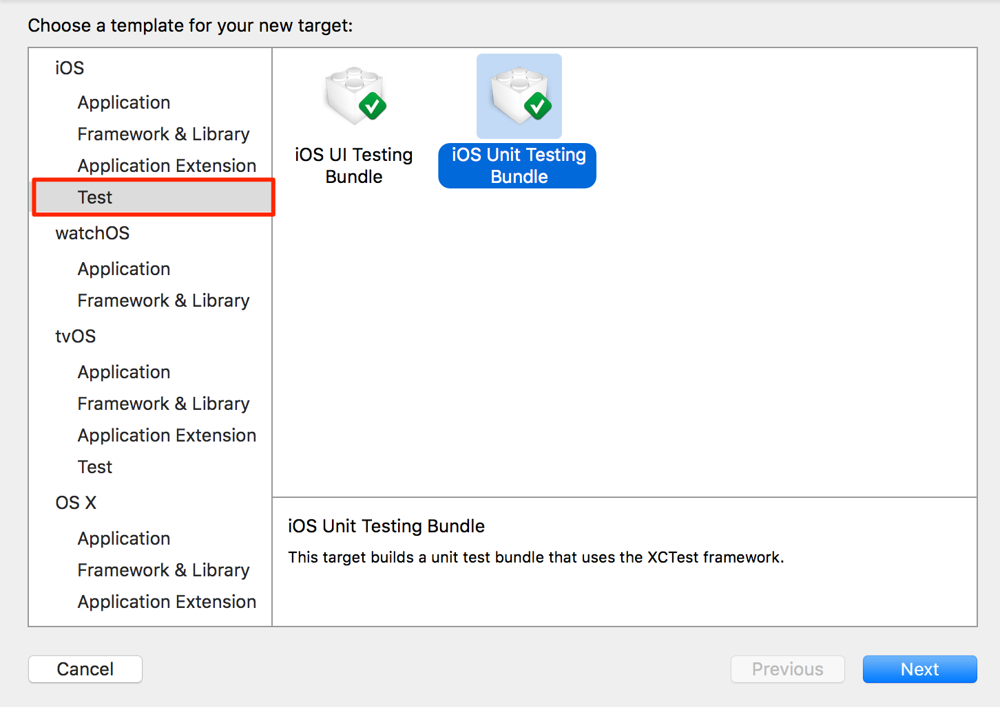 Choose a template for your new target:
iOS
Application
Framework & Library
Application Extension
Test
watchOS
Application
Framework & Library
tvOS
Application
Framework & Library
Application Extension
Test
OS X
Application
Framework & Library
Application Extension
iOS UI Testing
Bundle
iOS Unit Testing
Bundle
iOS Unit Testing Bundle
This target builds a unit test bundle that uses the XCTest framework.
Cancel
Previous
Next